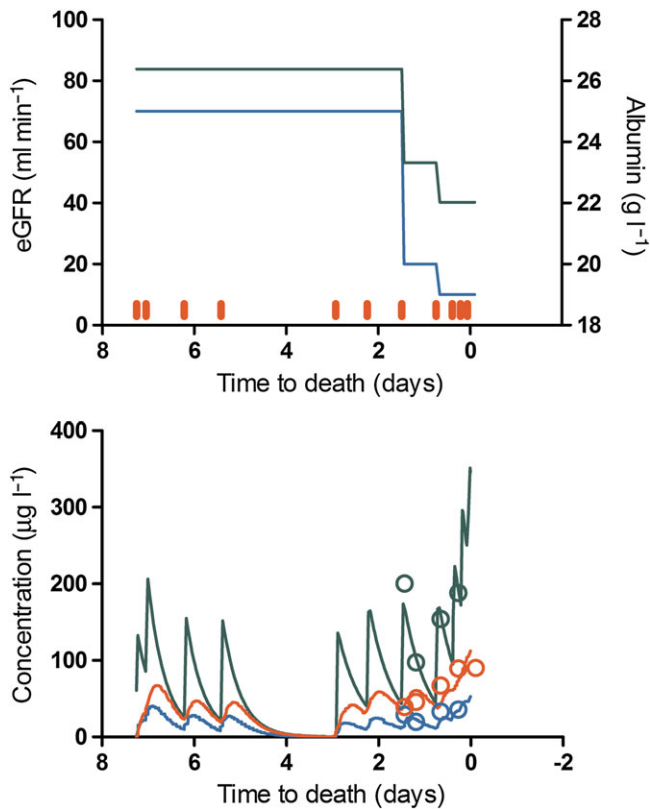 100
80
60
40
20
0
eGFR (ml min⁻¹)
28
26
24
22
20
18
Albumin (g l⁻¹)
8 6 4 2 0
Time to death (days)
400
300
200
100
0
Concentration (µg l⁻¹)
8 6 4 2 0 -2
Time to death (days)